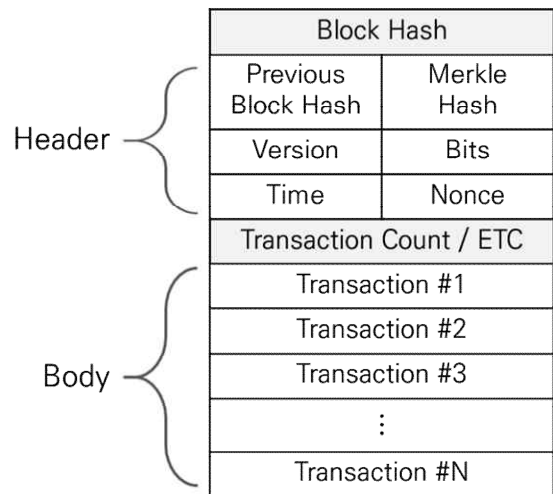 Block Hash
Previous
Block Hash
Merkle
Hash
Header
Version
Bits
Time
Nonce
Transaction Count / ETC
Transaction #1
Transaction #2
Body
Transaction #3
⋮
Transaction #N